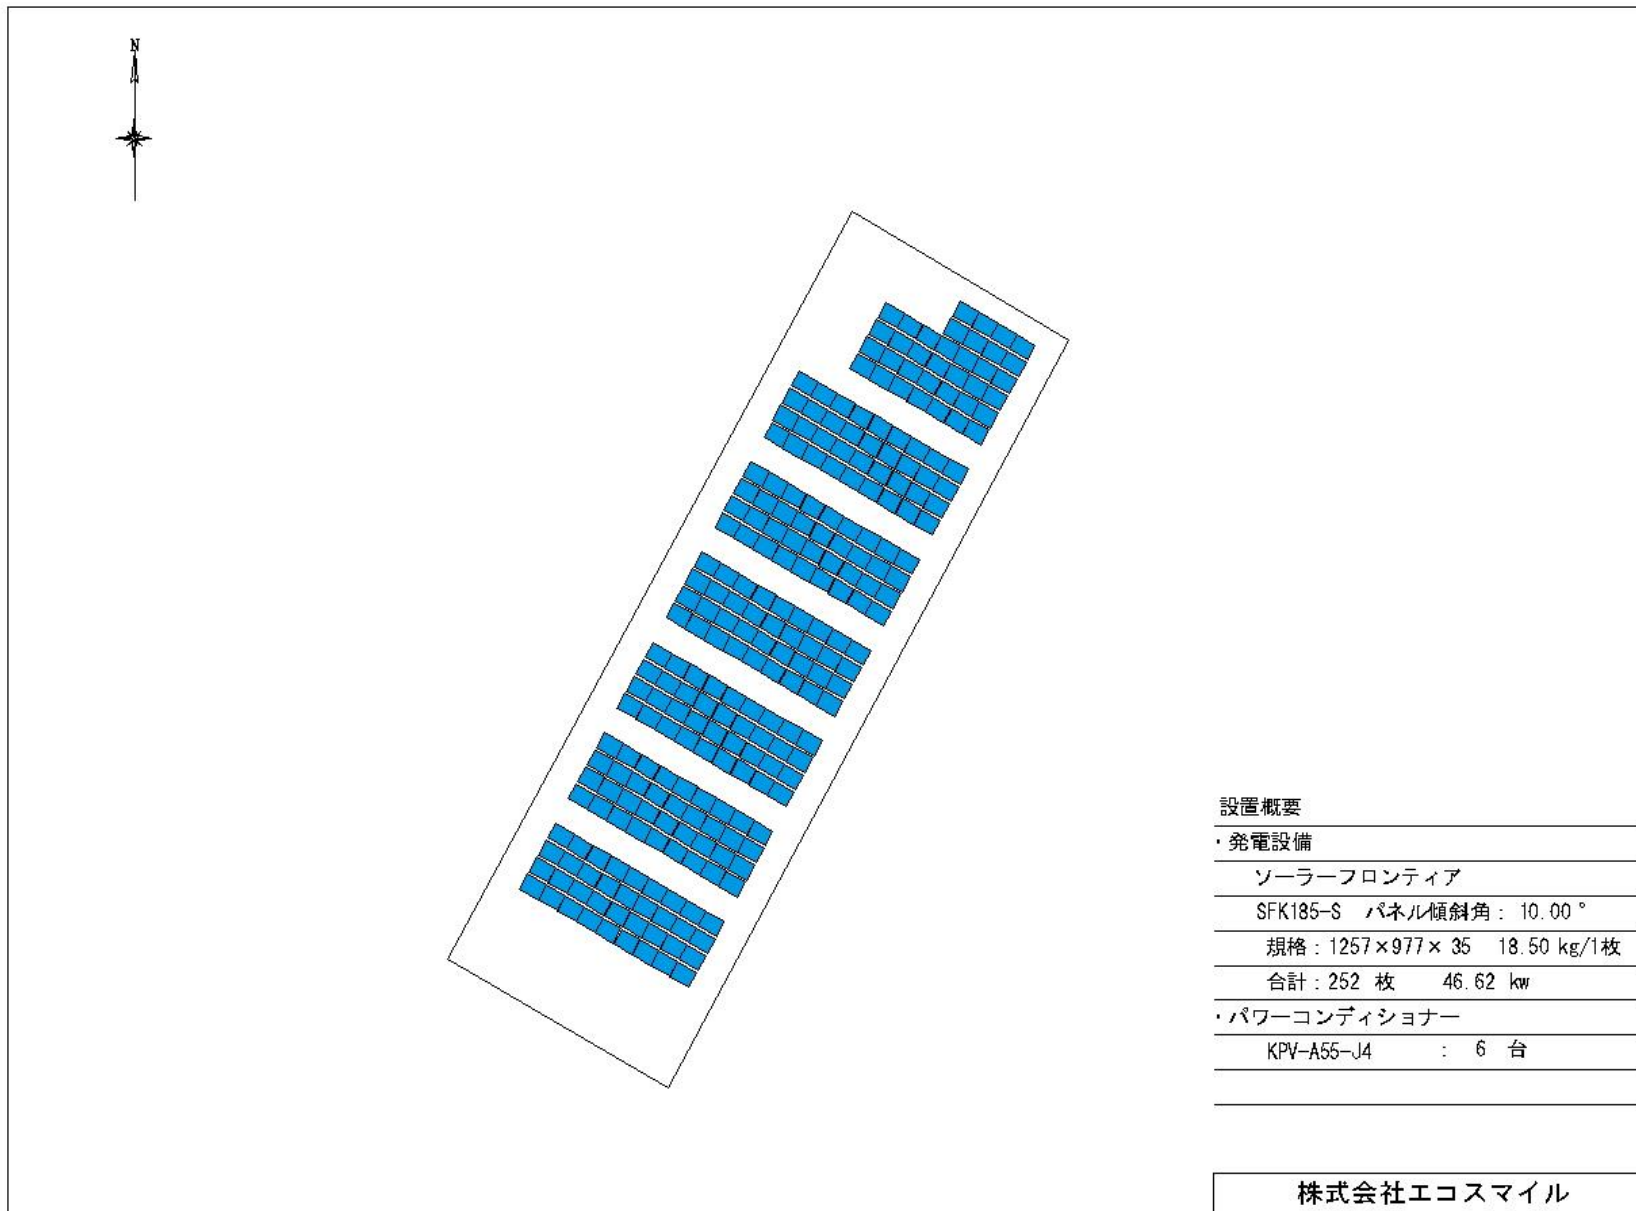 N
設置概要
・発電設備
ソーラーフロンティア
SFK185-S パネル傾斜角: 10.00°
規格:1257×977×35 18.50 kg/1枚
合計:252 枚 46.62 kw
・パワーコンディショナー
KPV-A55-J4 : 6 台
株式会社エコスマイル